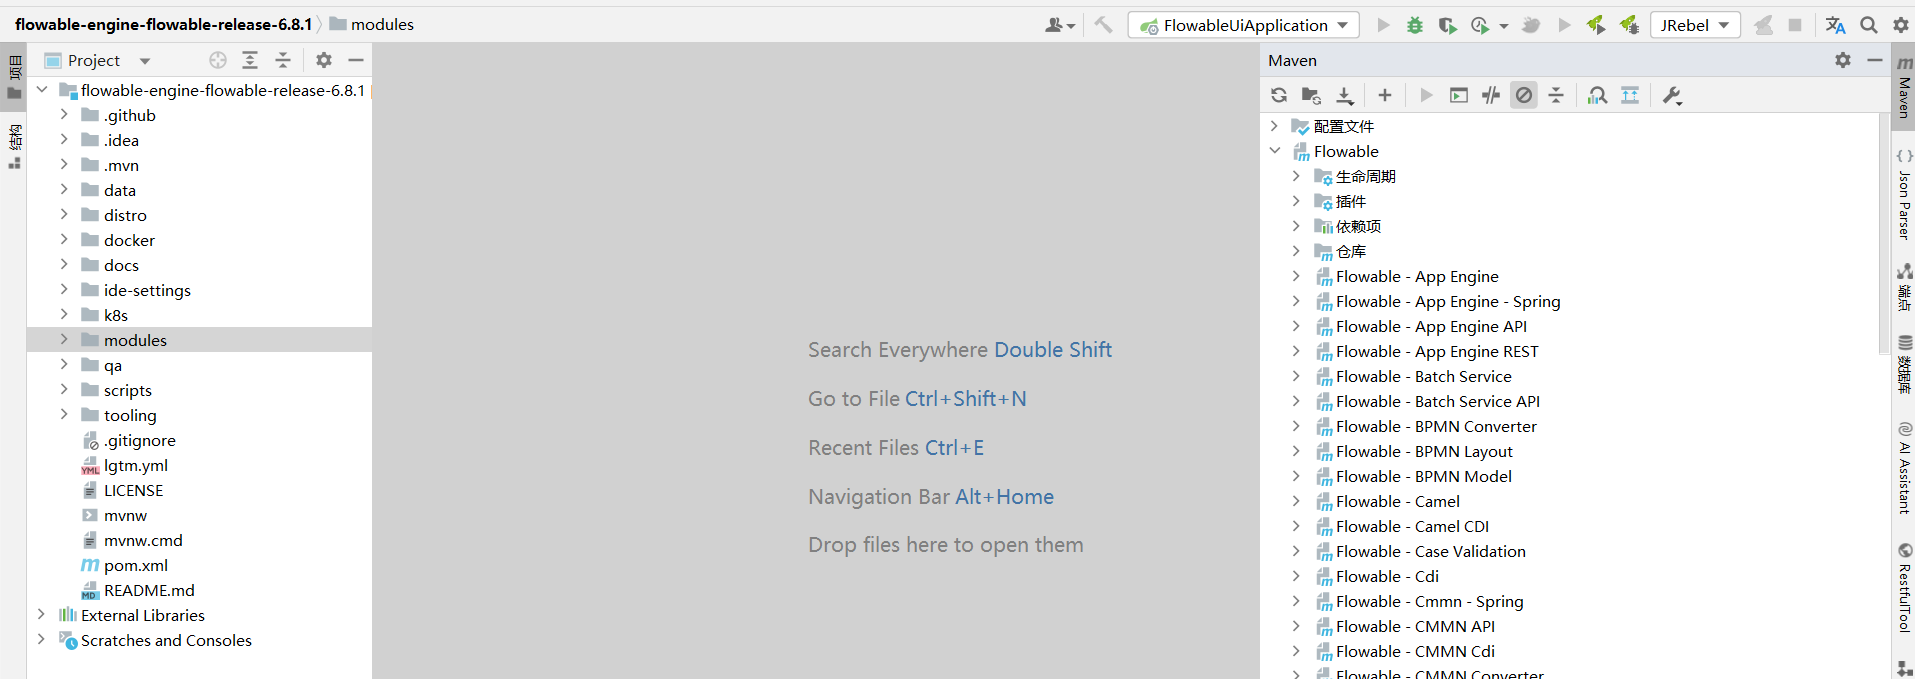 flowable-engine-flowable-release-6.8.1
modules
FlowableUiApplication
JRebel
项目
结构
Project
flowable-engine-flowable-release-6.8.1
.github
.idea
.mvn
data
distro
docker
docs
ide-settings
k8s
modules
qa
scripts
tooling
.gitignore
lgtm.yml
LICENSE
mvnw
mvnw.cmd
pom.xml
README.md
External Libraries
Scratches and Consoles
Search Everywhere Double Shift
Go to File Ctrl+Shift+N
Recent Files Ctrl+E
Navigation Bar Alt+Home
Drop files here to open them
Maven
配置文件
Flowable
生命周期
插件
依赖项
仓库
Flowable - App Engine
Flowable - App Engine - Spring
Flowable - App Engine API
Flowable - App Engine REST
Flowable - Batch Service
Flowable - Batch Service API
Flowable - BPMN Converter
Flowable - BPMN Layout
Flowable - BPMN Model
Flowable - Camel
Flowable - Camel CDI
Flowable - Case Validation
Flowable - Cdi
Flowable - Cmmn - Spring
Flowable - CMMN API
Flowable - CMMN Cdi
Flowable - CMMN Converter
Maven
Json Parser
端点
数据库
AI Assistant
RestfulTool